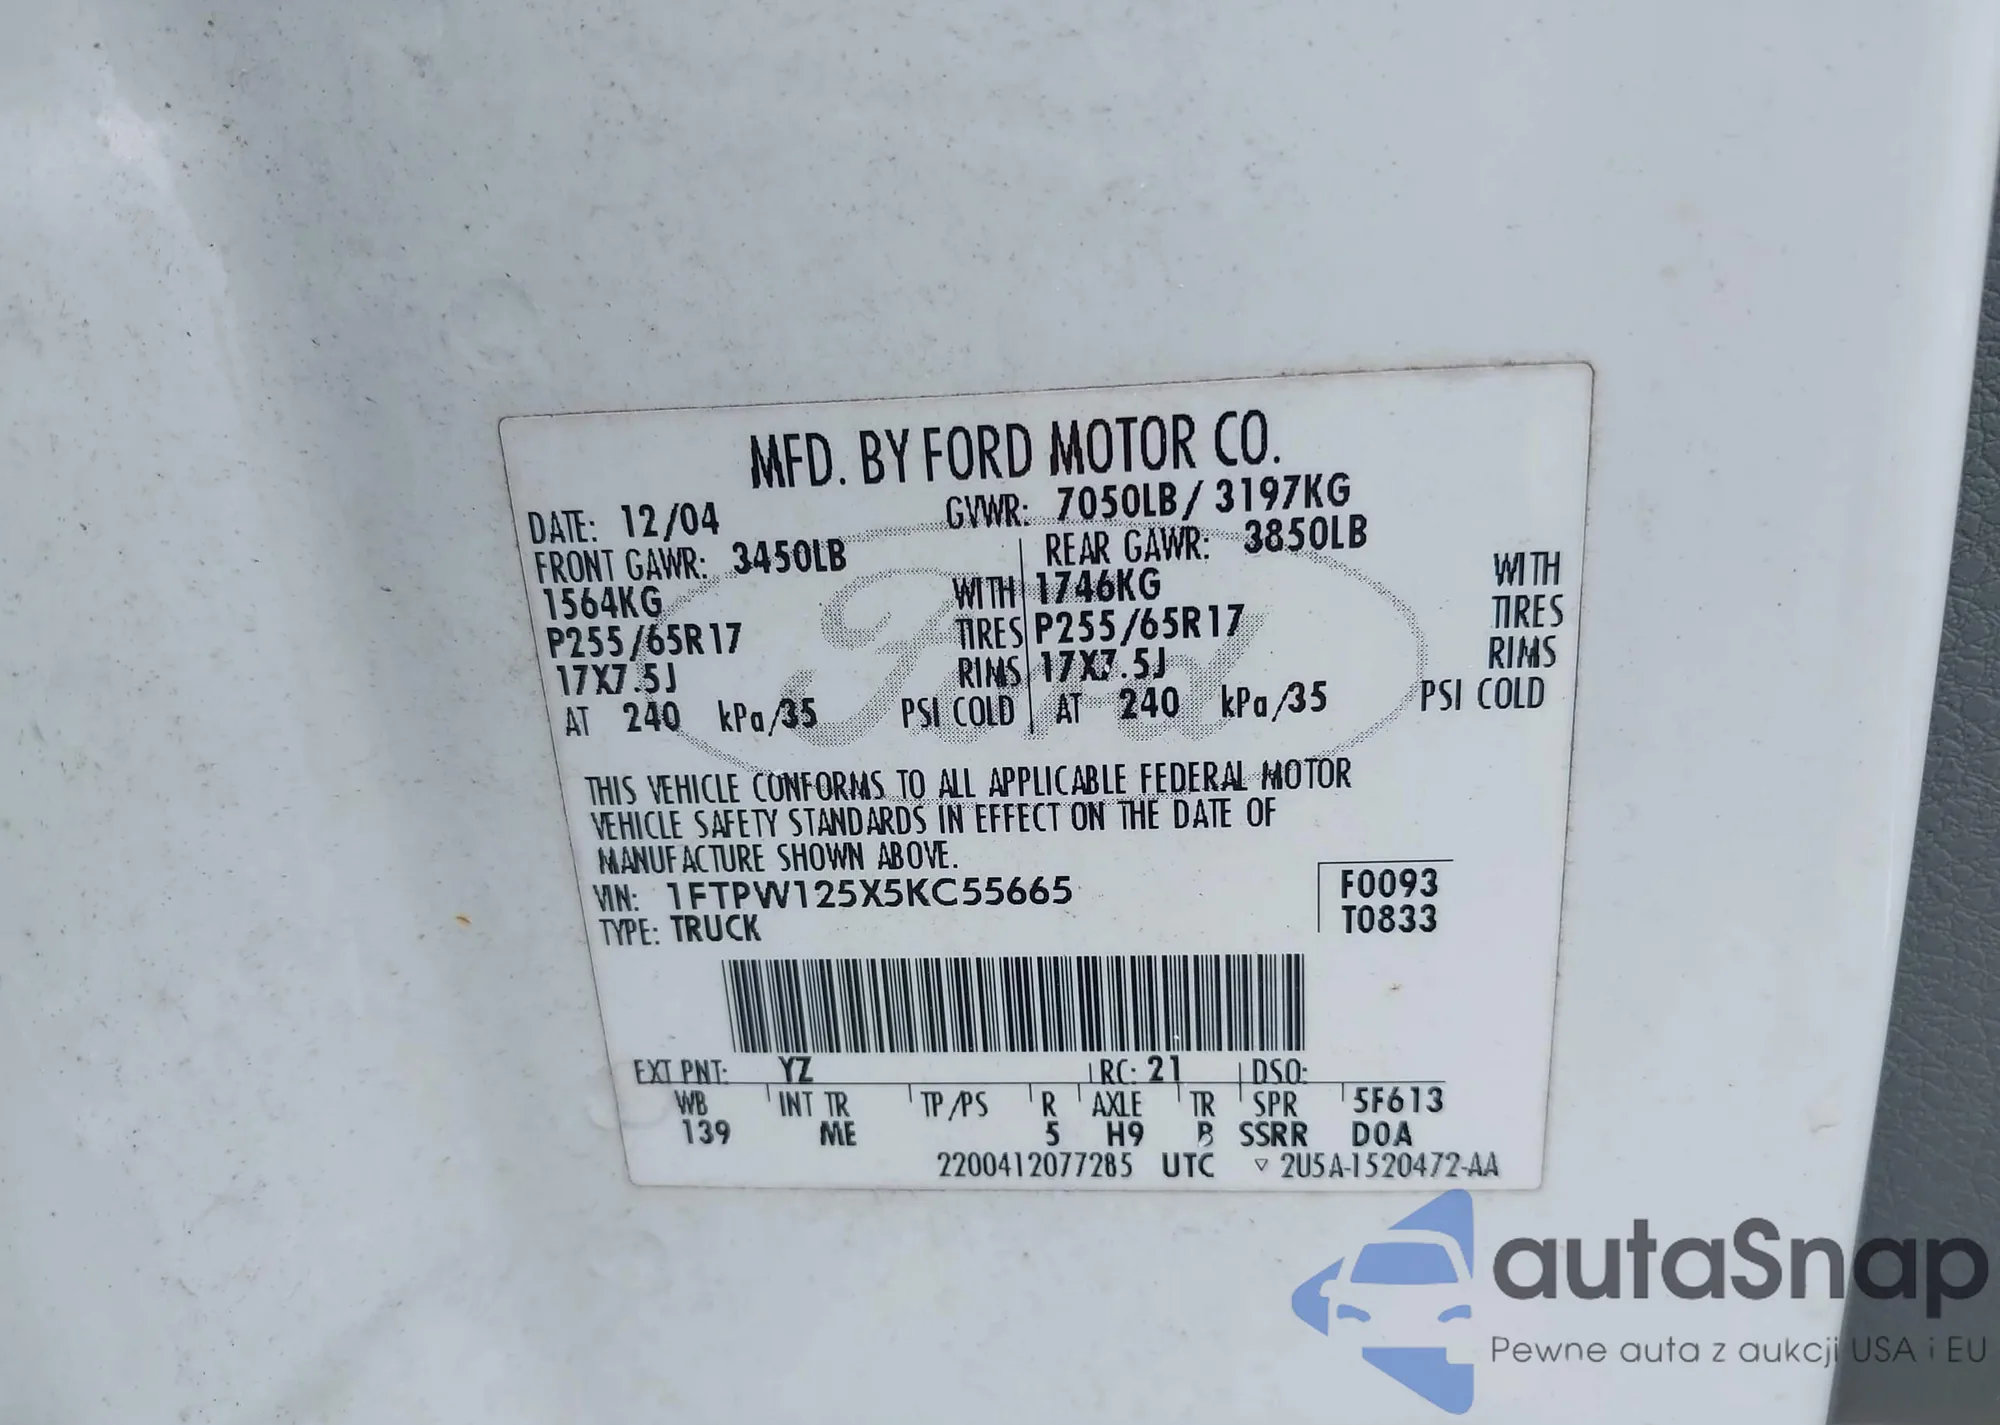 MFD. BY FORD MOTOR CO.
DATE: 12/04 GVWR: 7050LB / 3197KG
FRONT GAWR: 3450LB REAR GAWR: 3850LB
1564KG WITH 1746KG WITH
P255/65R17 TIRES P255/65R17 TIRES
17X7.5J RIMS 17X7.5J RIMS
AT 240 kPa/35 PSI COLD AT 240 kPa/35 PSI COLD
Ford
THIS VEHICLE CONFORMS TO ALL APPLICABLE FEDERAL MOTOR
VEHICLE SAFETY STANDARDS IN EFFECT ON THE DATE OF
MANUFACTURE SHOWN ABOVE.
VIN: 1FTPW125X5KC55665 F0093
TYPE: TRUCK T0833
EXT PNT: YZ RC: 21 DSO:
WB INT TR TP/PS R AXLE TR SPR 5F613
139 ME 5 H9 B SSRR DOA
2200412077285 UTC ▽ 2U5A-1520472-AA
autaSnap
Pewne auta z aukcji USA i EU